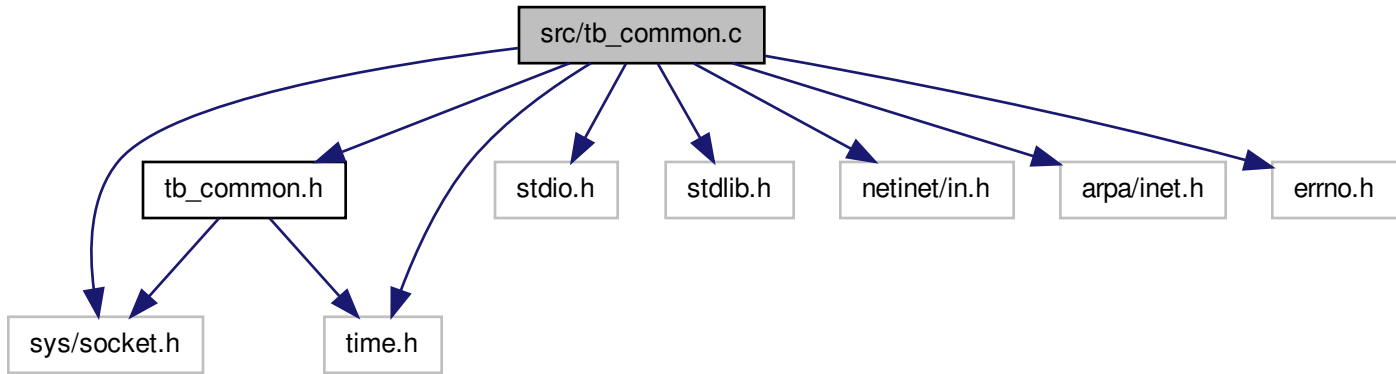 src/tb_common.c
tb_common.h
stdio.h
stdlib.h
netinet/in.h
arpa/inet.h
errno.h
sys/socket.h
time.h